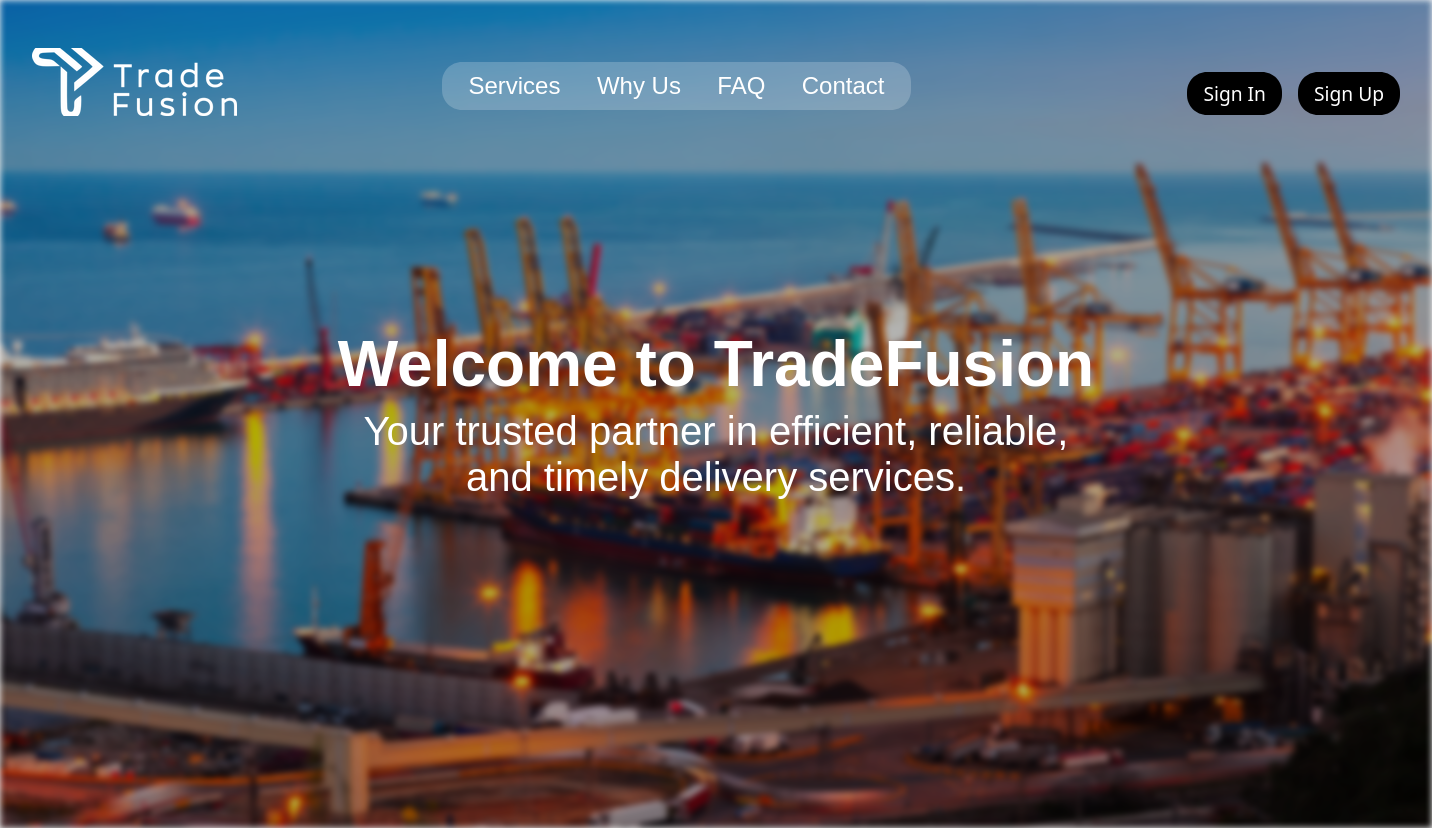 Trade
Fusion
Services Why Us FAQ Contact
Sign In Sign Up
Welcome to TradeFusion
Your trusted partner in efficient, reliable,
and timely delivery services.